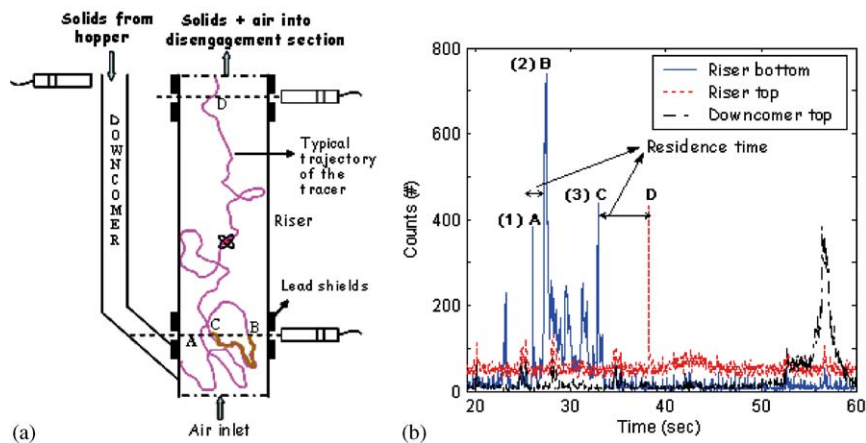 Solids from
hopper
Solids + air into
disengagement section
DOWNCOMER
D
Typical
trajectory
of the
tracer
Riser
Lead shields
C
B
A
Air inlet
(a)
800
600
400
200
0
20
30
40
50
60
Counts (#)
Time (sec)
Riser bottom
Riser top
Downcomer top
(2) B
Residence time
(1) A
(3) C
D
(b)